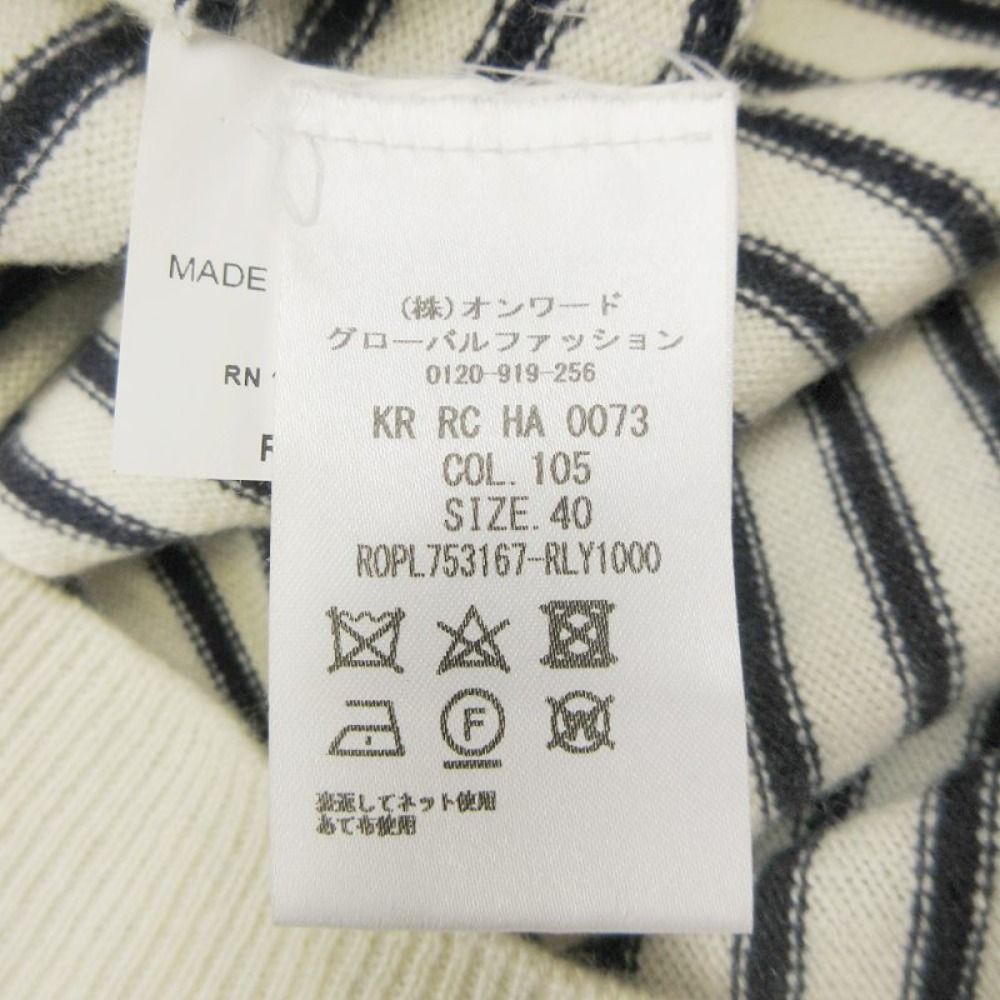 MADE
RN
(株)オンワード
グローバルファッション
0120-919-256
KR RC HA 0073
COL. 105
SIZE. 40
ROPL753167-RLY1000
F
W
裏返してネット使用
あて布使用